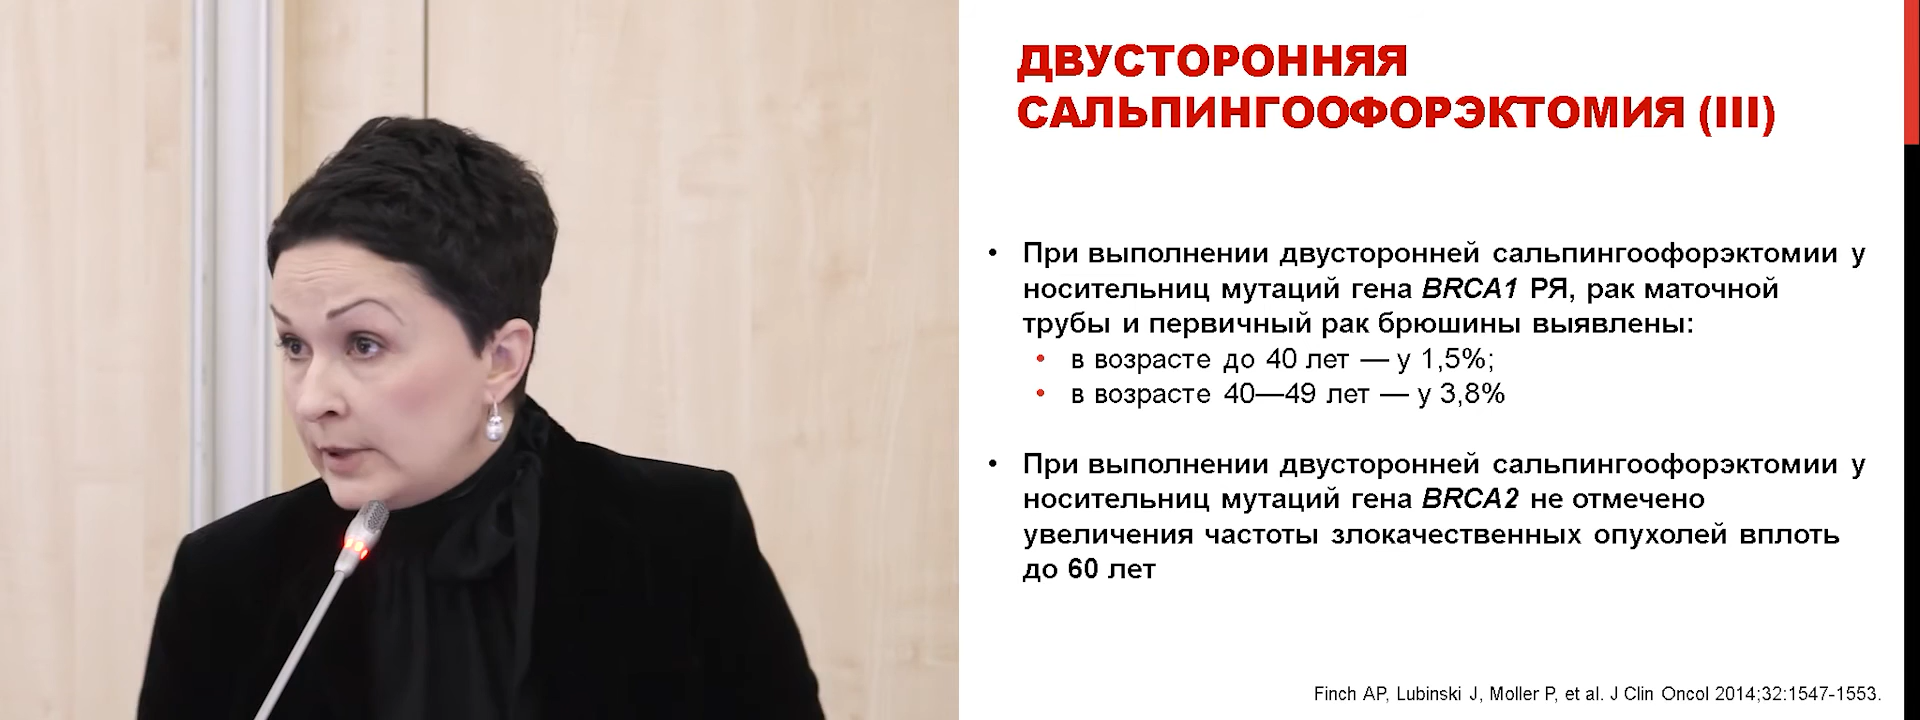 ДВУСТОРОННЯЯ
САЛЬПИНГООФОРЭКТОМИЯ (III)
• При выполнении двусторонней сальпингоофорэктомии у
носительниц мутаций гена BRCA1 РЯ, рак маточной
трубы и первичный рак брюшины выявлены:
• в возрасте до 40 лет — у 1,5%;
• в возрасте 40—49 лет — у 3,8%
• При выполнении двусторонней сальпингоофорэктомии у
носительниц мутаций гена BRCA2 не отмечено
увеличения частоты злокачественных опухолей вплоть
до 60 лет
Finch AP, Lubinski J, Moller P, et al. J Clin Oncol 2014;32:1547-1553.